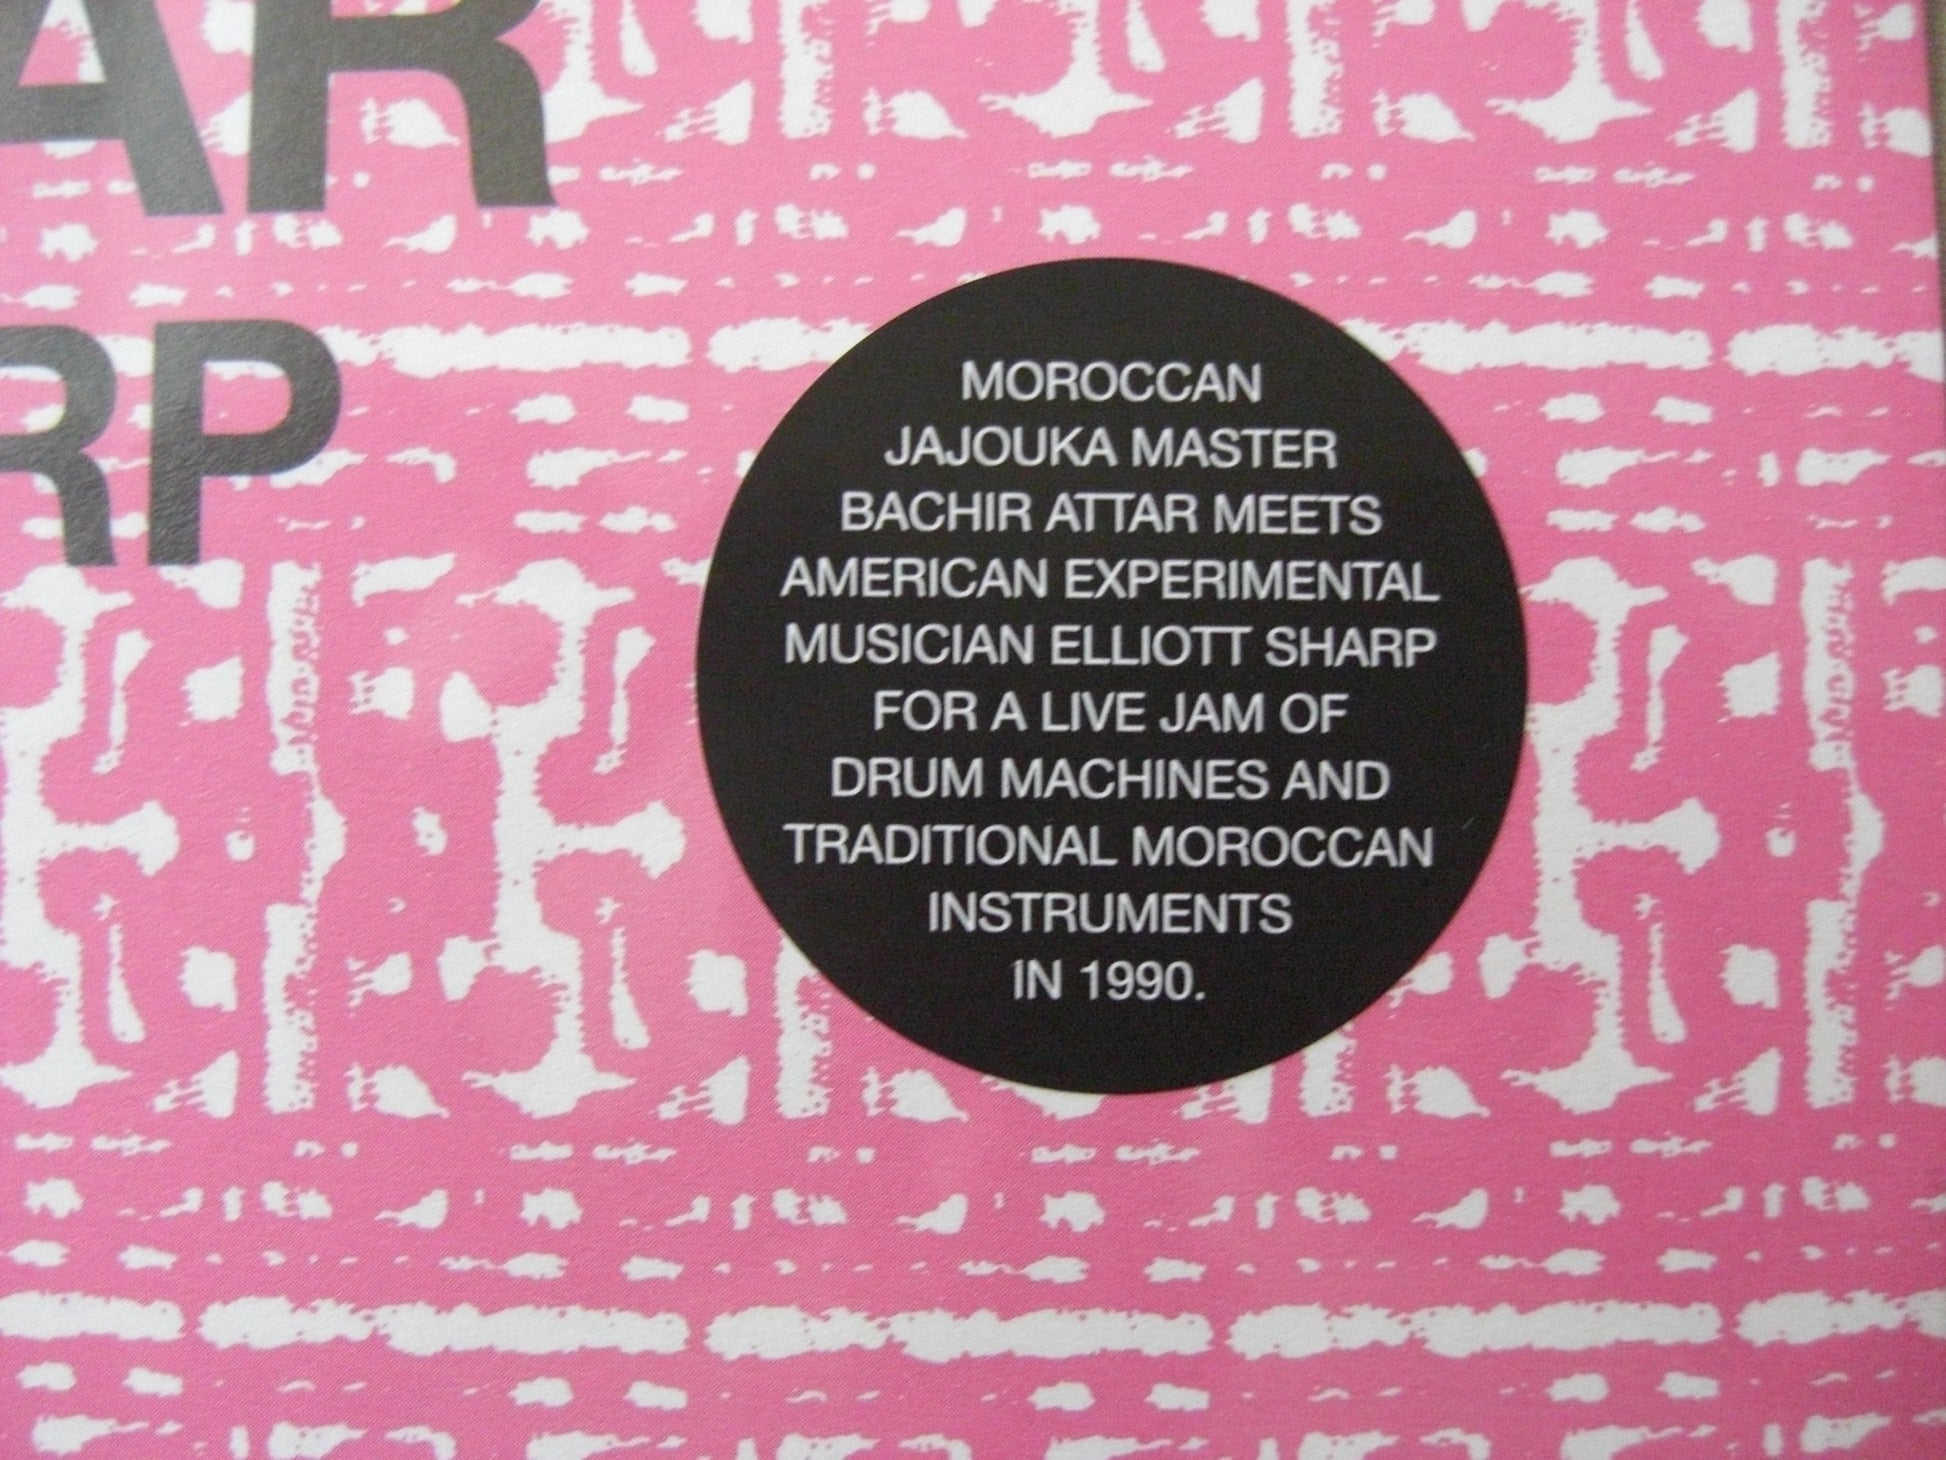 AR
RP
MOROCCAN
JAJOUKA MASTER
BACHIR ATTAR MEETS
AMERICAN EXPERIMENTAL
MUSICIAN ELLIOTT SHARP
FOR A LIVE JAM OF
DRUM MACHINES AND
TRADITIONAL MOROCCAN
INSTRUMENTS
IN 1990.